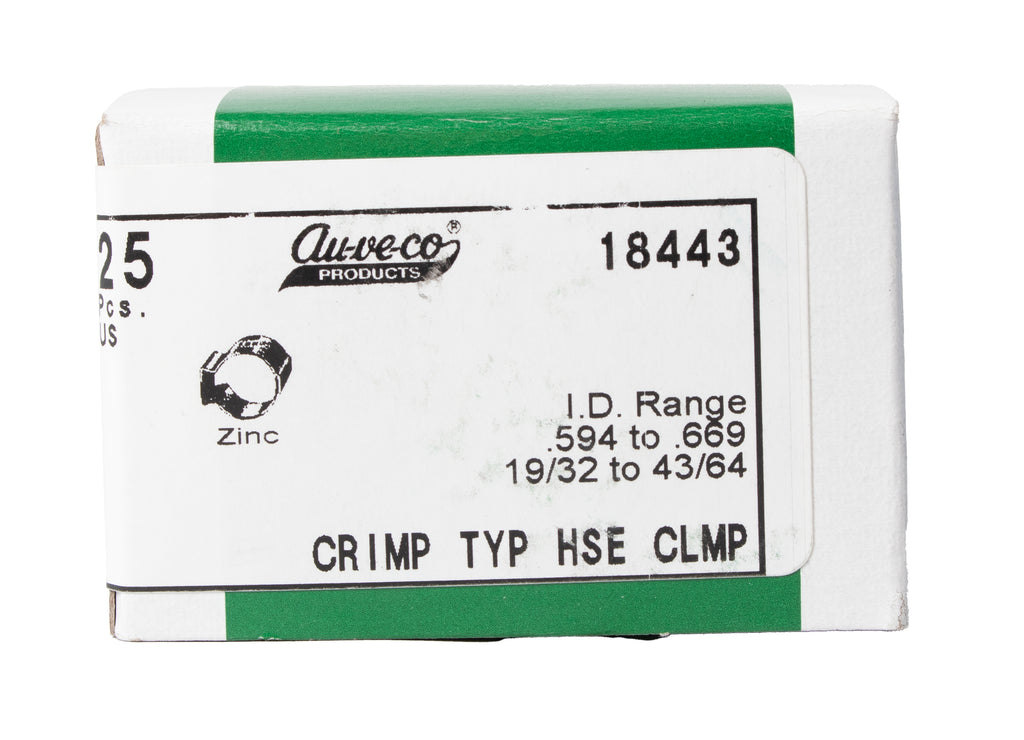 25
Pcs.
US
au-ve-co®
PRODUCTS
18443
Zinc
I.D. Range
.594 to .669
19/32 to 43/64
CRIMP TYP HSE CLMP